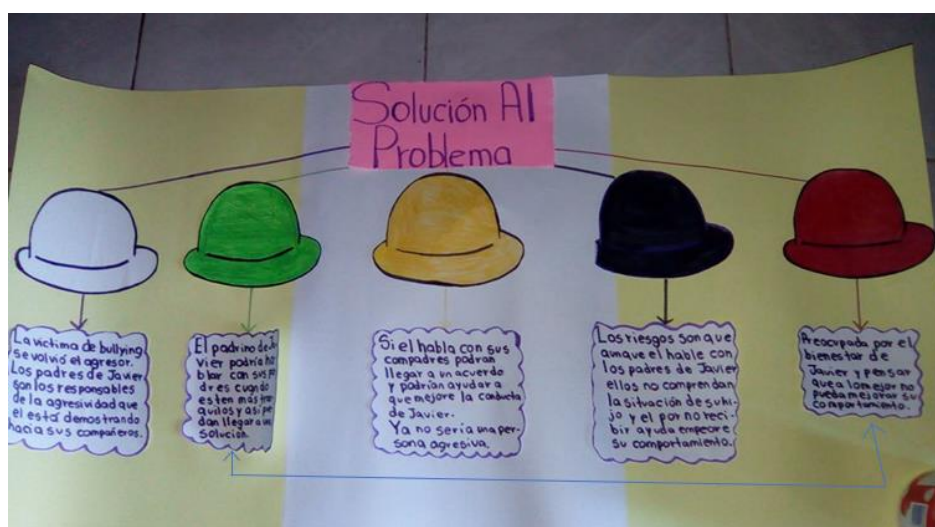 Solución Al
Problema
La victima de bullying
se volvió el agresor.
Los padres de Javier
son los responsables
de la agresividad que
el está demostrando
hacia sus compañeros.
El padrino de Ja
vier podría ha
blar con sus pa
dres cuando
esten más tran
quilos y así pue
dan llegar a una
solución.
Si el habla con sus
compadres podran
llegar a un acuerdo
y podrían ayudar a
que mejore la conducta
de Javier.
Ya no sería una per-
sona agresiva.
Los riesgos son que
aunque el hable con
los padres de Javier
ellos no comprendan
la situación de su hi-
jo y el por no reci-
bir ayuda empeore
su comportamiento.
Preocupada por el
bienestar de
Javier y pensar
que a lo mejor no
pueda mejorar su
comportamiento.